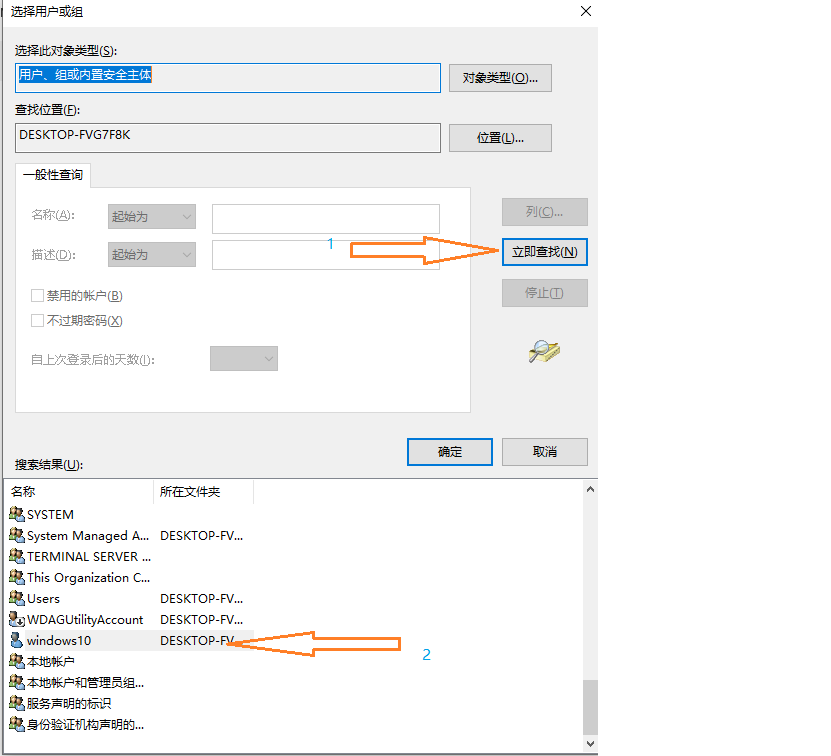 选择用户或组
选择此对象类型(S):
用户、组或内置安全主体
对象类型(O)...
查找位置(F):
DESKTOP-FVG7F8K
位置(L)...
一般性查询
名称(A): 起始为
列(C)...
描述(D): 起始为
1
立即查找(N)
禁用的帐户(B)
停止(T)
不过期密码(X)
自上次登录后的天数(I):
确定 取消
搜索结果(U):
名称 所在文件夹
SYSTEM
System Managed A... DESKTOP-FV...
TERMINAL SERVER ...
This Organization C...
Users DESKTOP-FV...
WDAGUtilityAccount DESKTOP-FV...
windows10 DESKTOP-FV...
2
本地帐户
本地帐户和管理员组...
服务声明的标识
身份验证机构声明的...